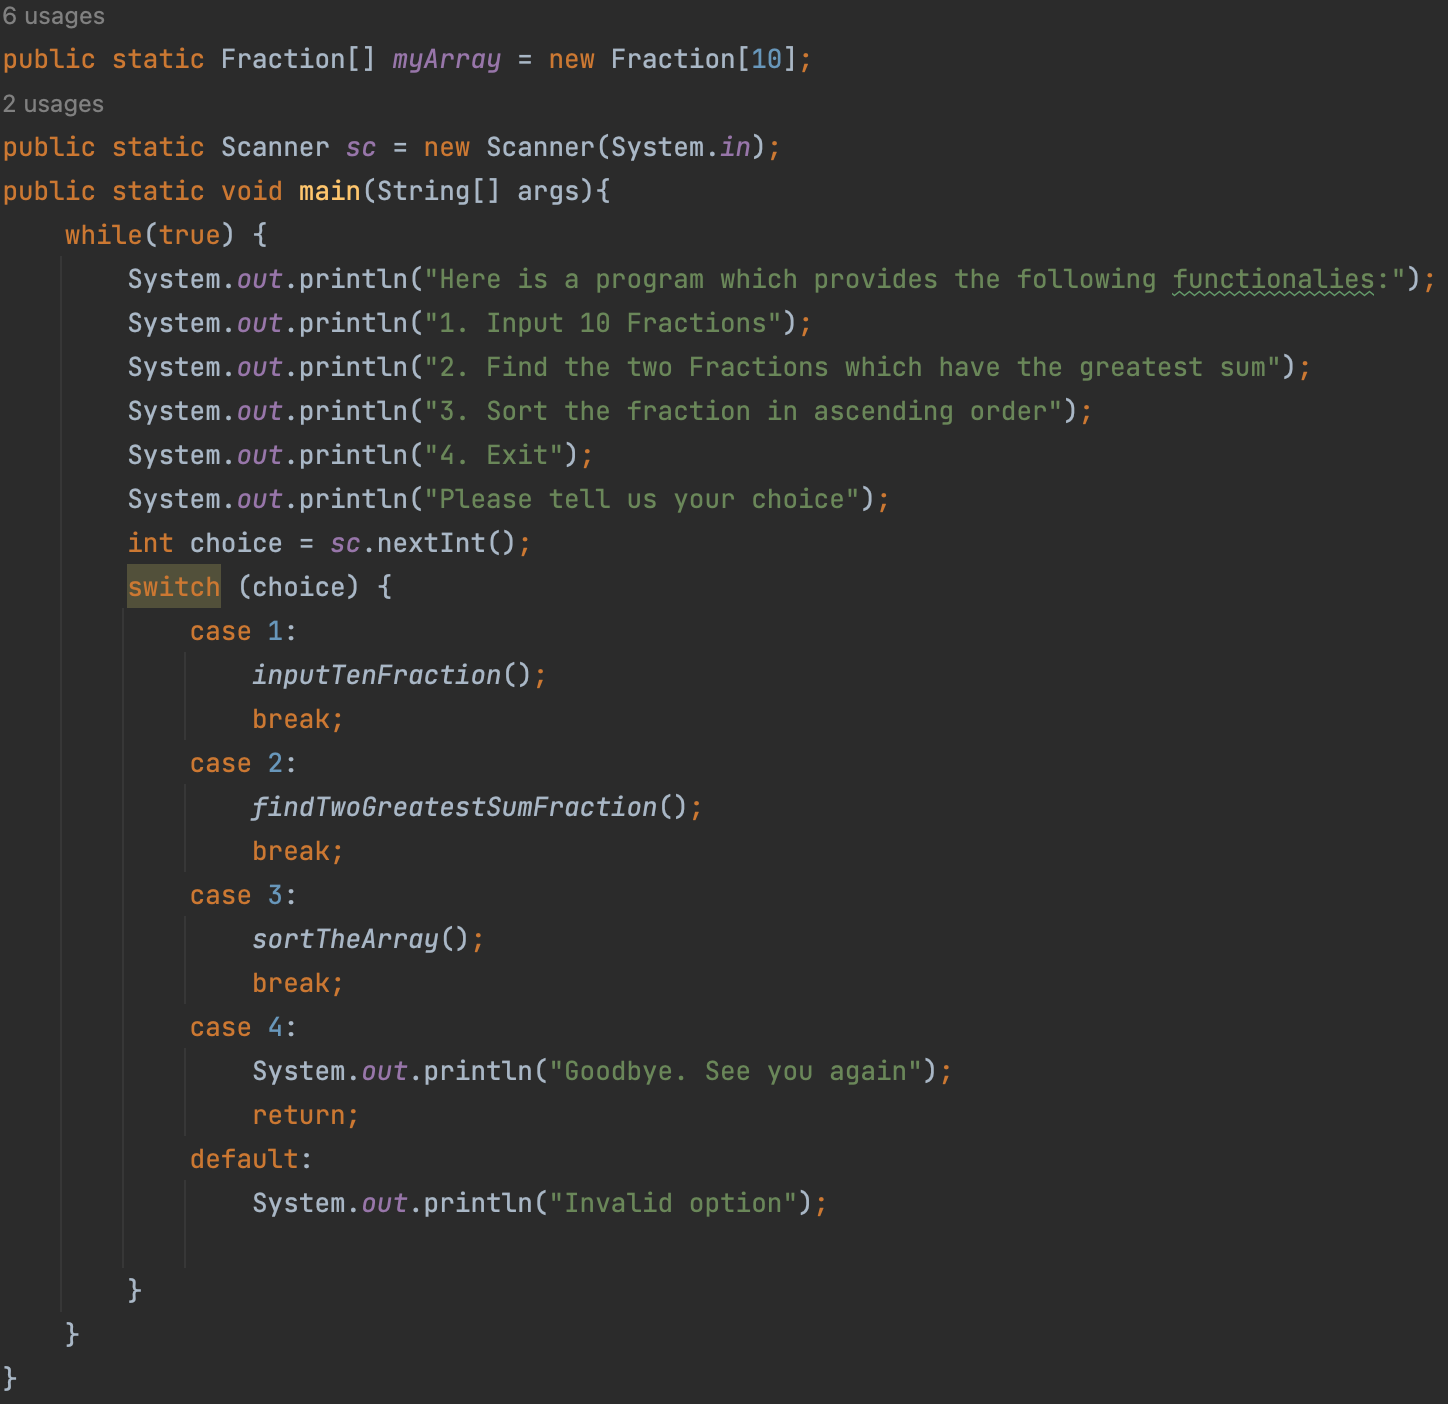 6 usages
public static Fraction[] myArray = new Fraction[10];
2 usages
public static Scanner sc = new Scanner(System.in);
public static void main(String[] args){
    while(true) {
        System.out.println("Here is a program which provides the following functionalies:");
        System.out.println("1. Input 10 Fractions");
        System.out.println("2. Find the two Fractions which have the greatest sum");
        System.out.println("3. Sort the fraction in ascending order");
        System.out.println("4. Exit");
        System.out.println("Please tell us your choice");
        int choice = sc.nextInt();
        switch (choice) {
            case 1:
                inputTenFraction();
                break;
            case 2:
                findTwoGreatestSumFraction();
                break;
            case 3:
                sortTheArray();
                break;
            case 4:
                System.out.println("Goodbye. See you again");
                return;
            default:
                System.out.println("Invalid option");

        }
    }
}